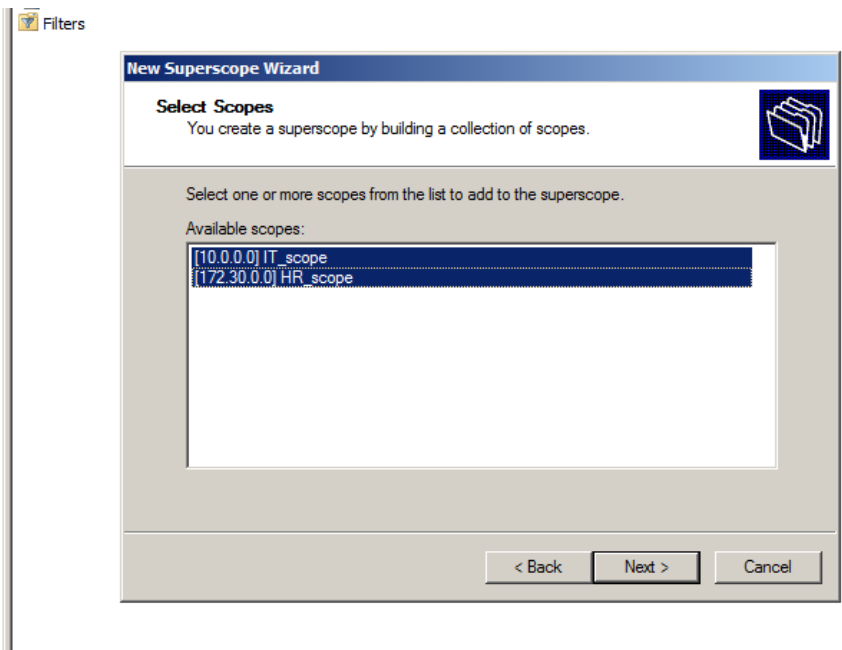 Filters
New Superscope Wizard
Select Scopes
You create a superscope by building a collection of scopes.
Select one or more scopes from the list to add to the superscope.
Available scopes:
[10.0.0.0] IT_scope
[172.30.0.0] HR_scope
< Back Next > Cancel